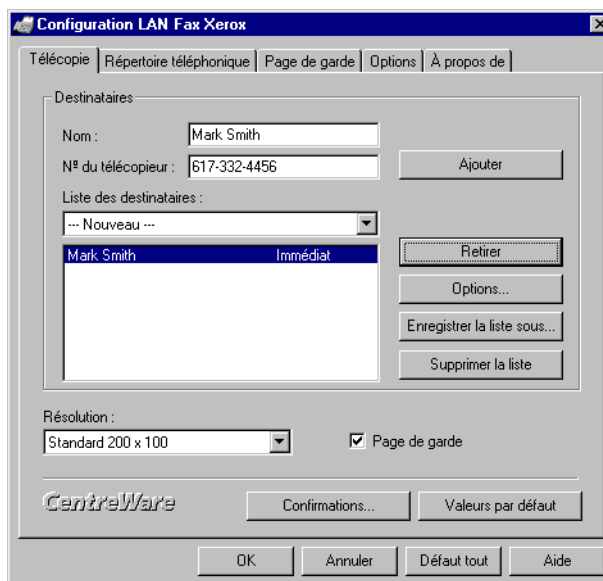 Configuration LAN Fax Xerox
Télécopie Répertoire téléphonique Page de garde Options À propos de
Destinataires
Nom : Mark Smith
Nº du télécopieur : 617-332-4456 Ajouter
Liste des destinataires :
--- Nouveau ---
Mark Smith Immédiat Retirer
Options...
Enregistrer la liste sous...
Supprimer la liste
Résolution :
Standard 200 x 100 Page de garde
CentreWare Confirmations... Valeurs par défaut
OK Annuler Défaut tout Aide